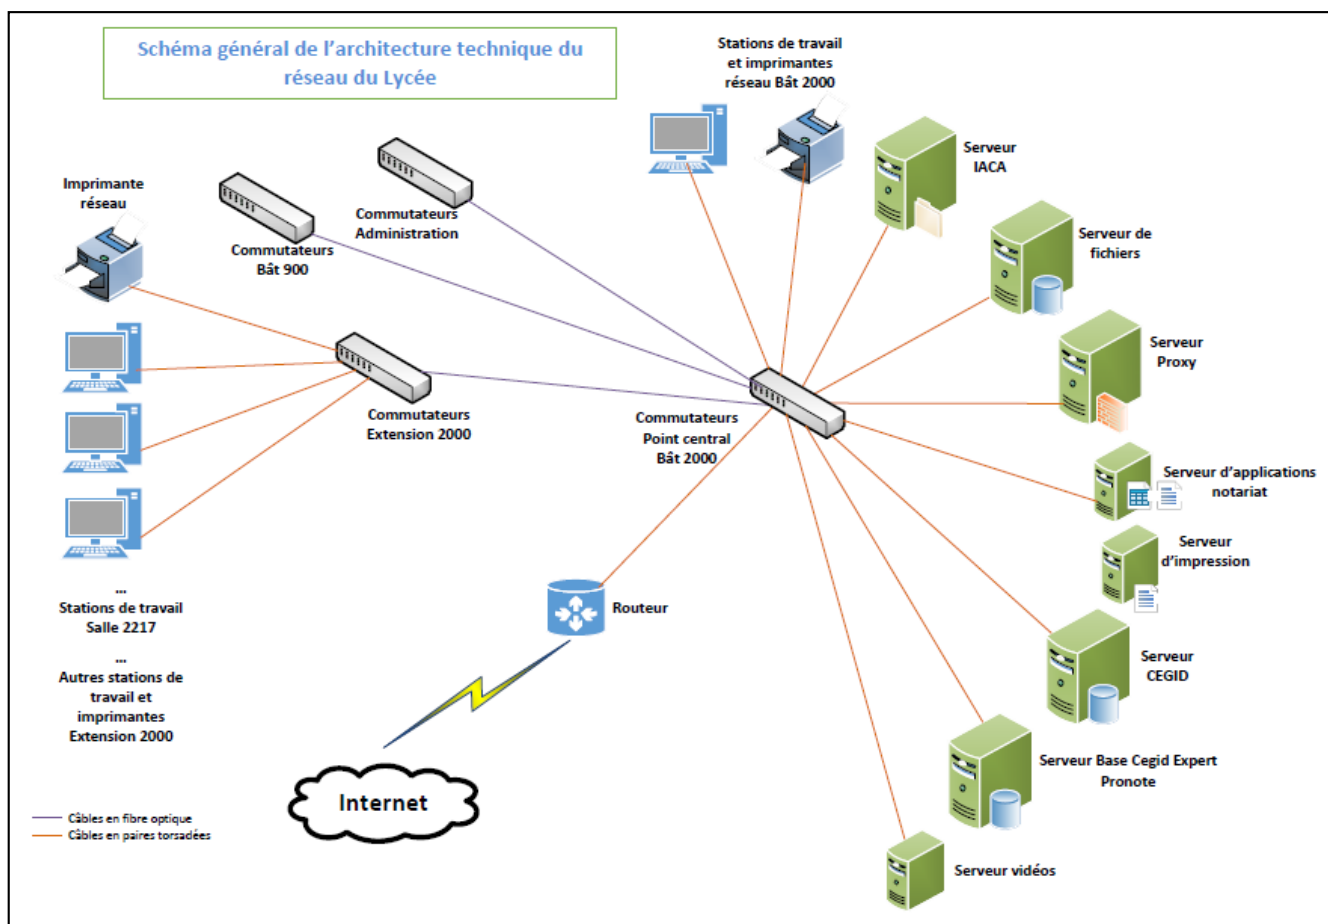 Schéma général de l'architecture technique du
réseau du Lycée
Stations de travail
et imprimantes
réseau Bât 2000
Serveur
IACA
Imprimante
réseau
Commutateurs
Administration
Commutateurs
Bât 900
Serveur de
fichiers
Serveur
Proxy
Commutateurs
Extension 2000
Commutateurs
Point central
Bât 2000
Serveur d'applications
notariat
Serveur
d'impression
...
Stations de travail
Salle 2217
...
Autres stations de
travail et
imprimantes
Extension 2000
Routeur
Serveur
CEGID
Serveur Base Cegid Expert
Pronote
Internet
Câbles en fibre optique
Câbles en paires torsadées
Serveur vidéos